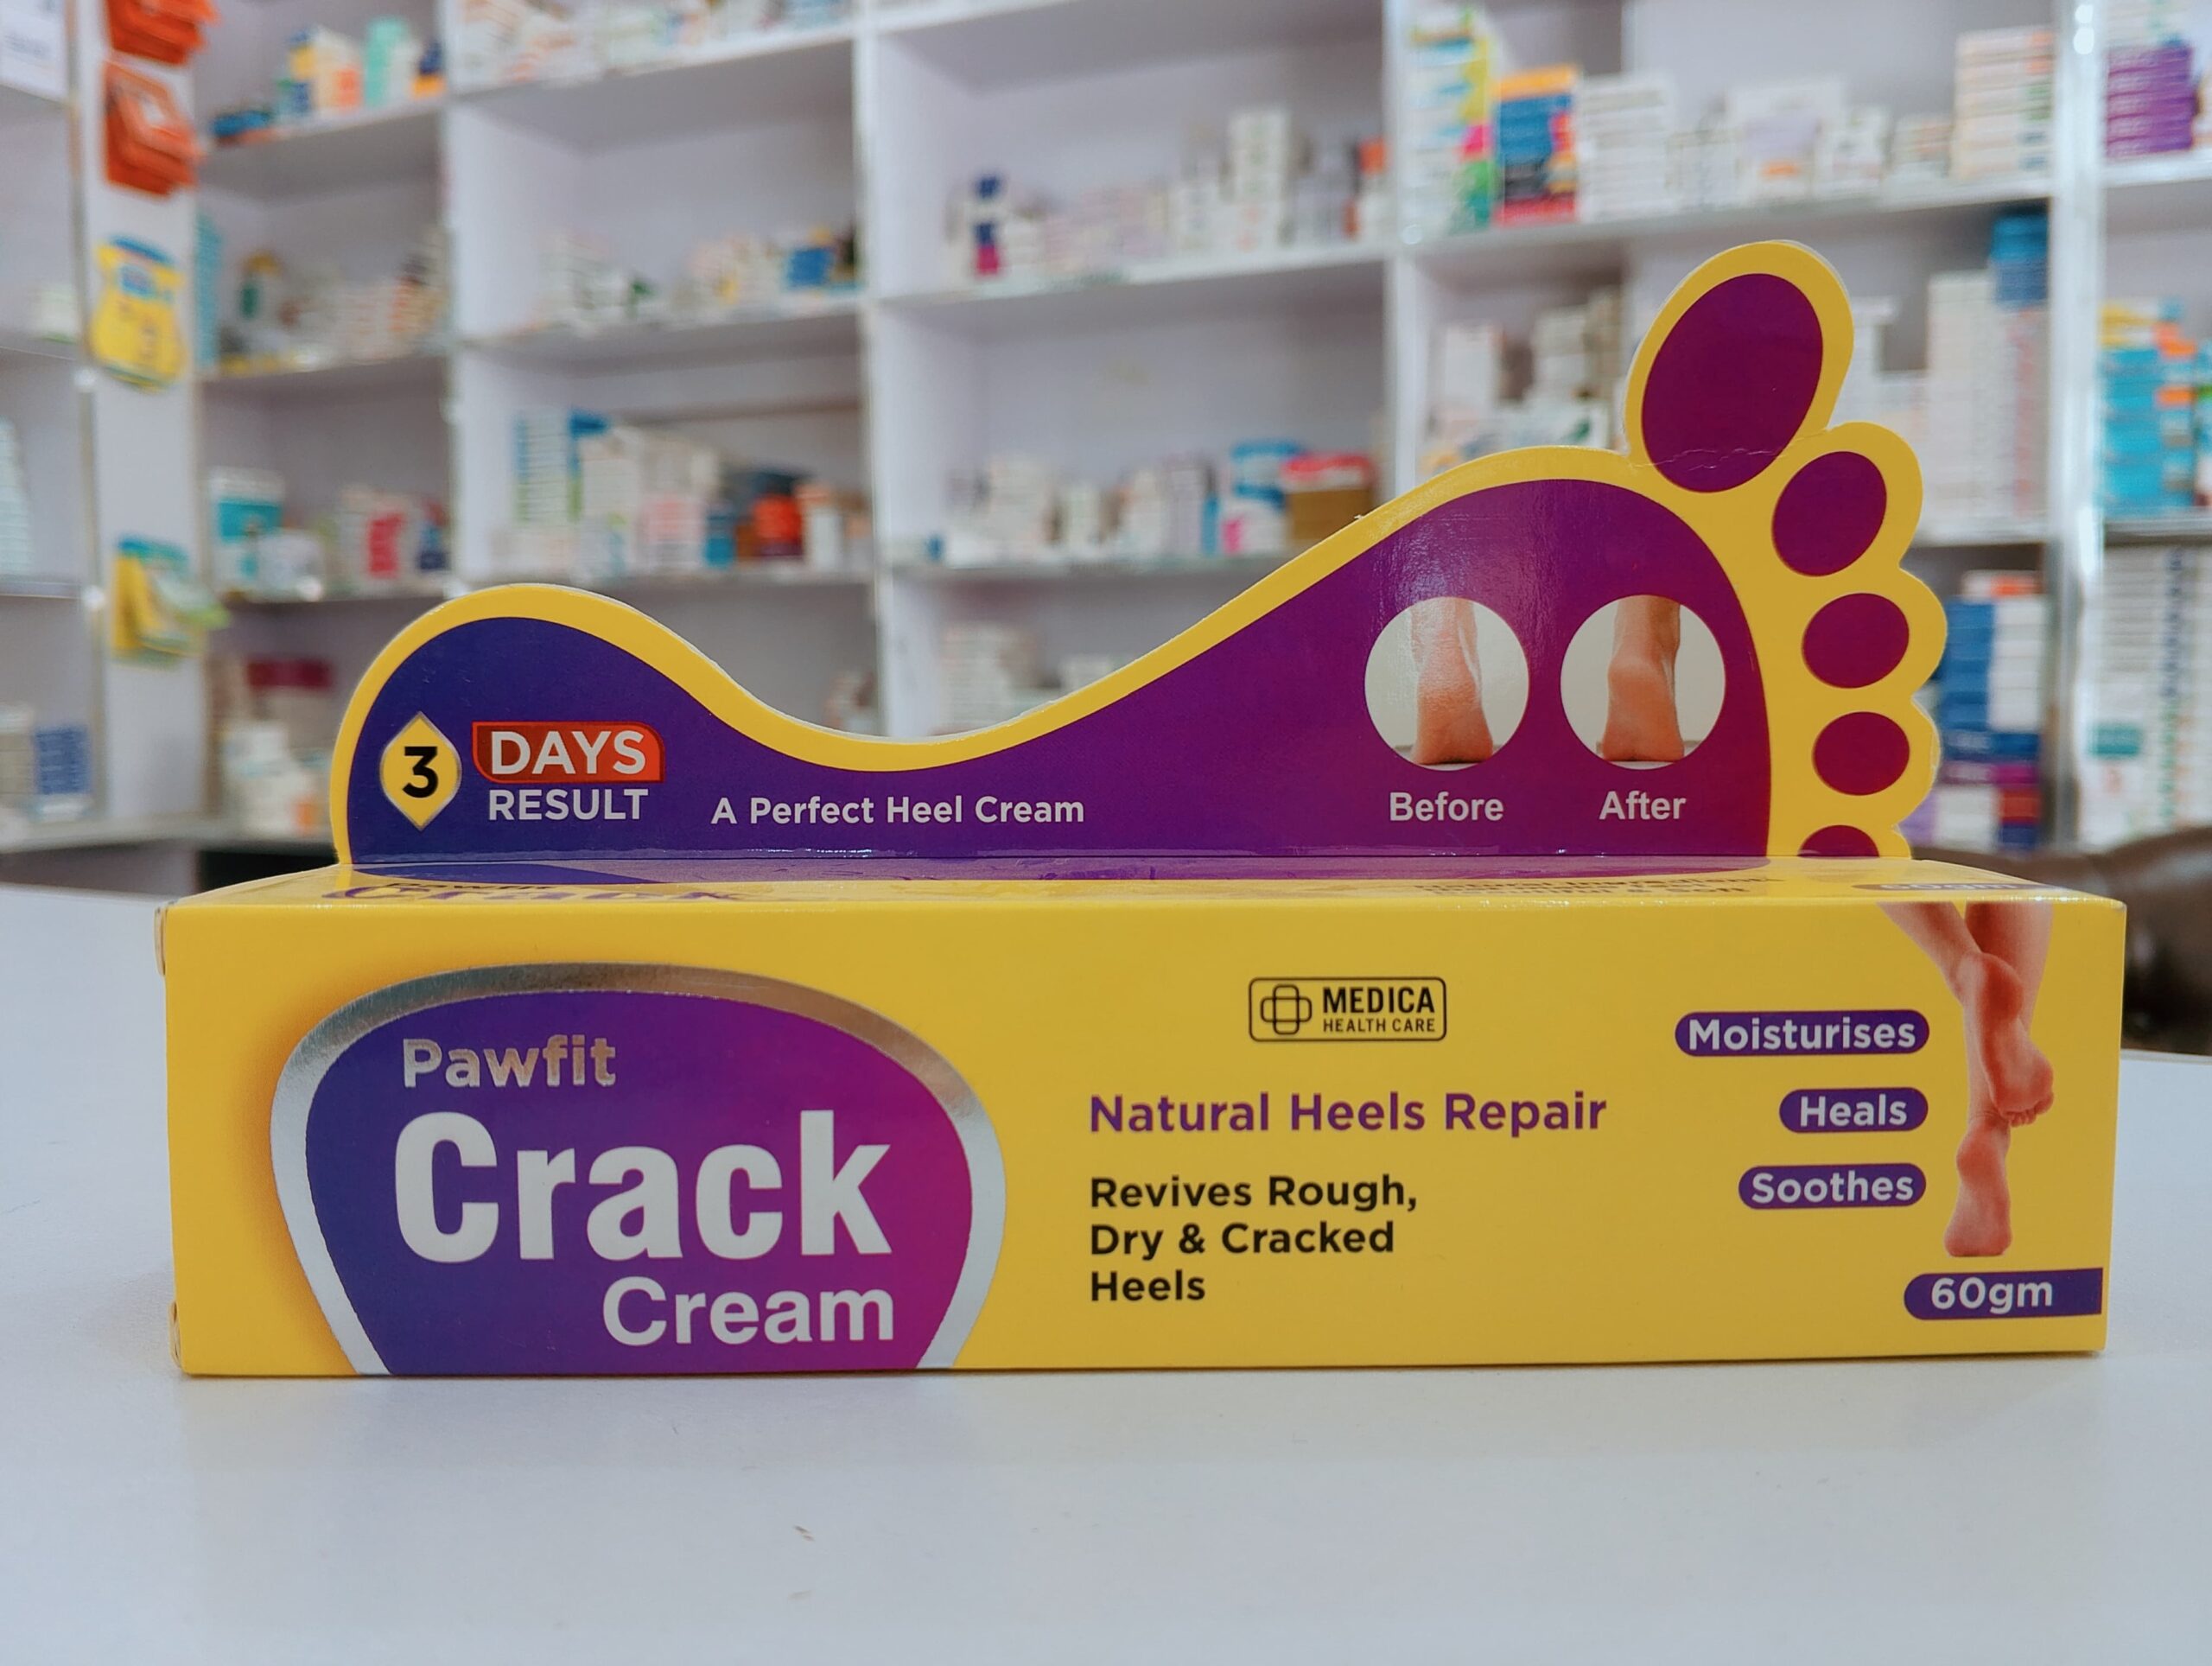 3 DAYS
RESULT
A Perfect Heel Cream
Before
After
Pawfit
Crack
Cream
MEDICA
HEALTH CARE
Natural Heels Repair
Revives Rough,
Dry & Cracked
Heels
Moisturises
Heals
Soothes
60gm